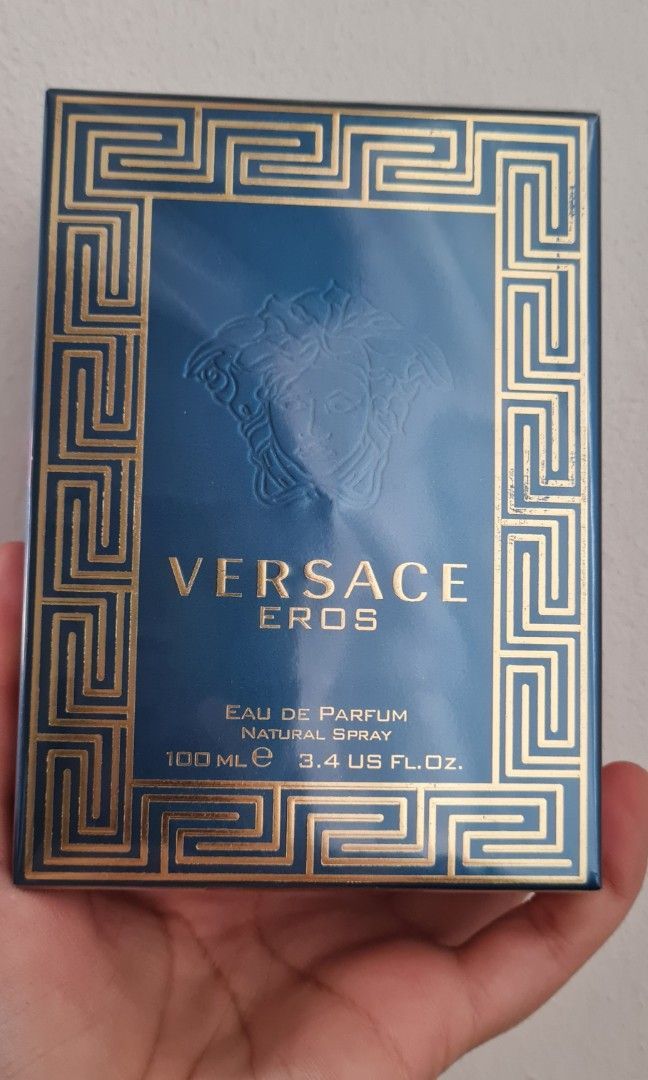 VERSACE
EROS
EAU DE PARFUM
NATURAL SPRAY
100 ML ℮ 3.4 US FL.OZ.